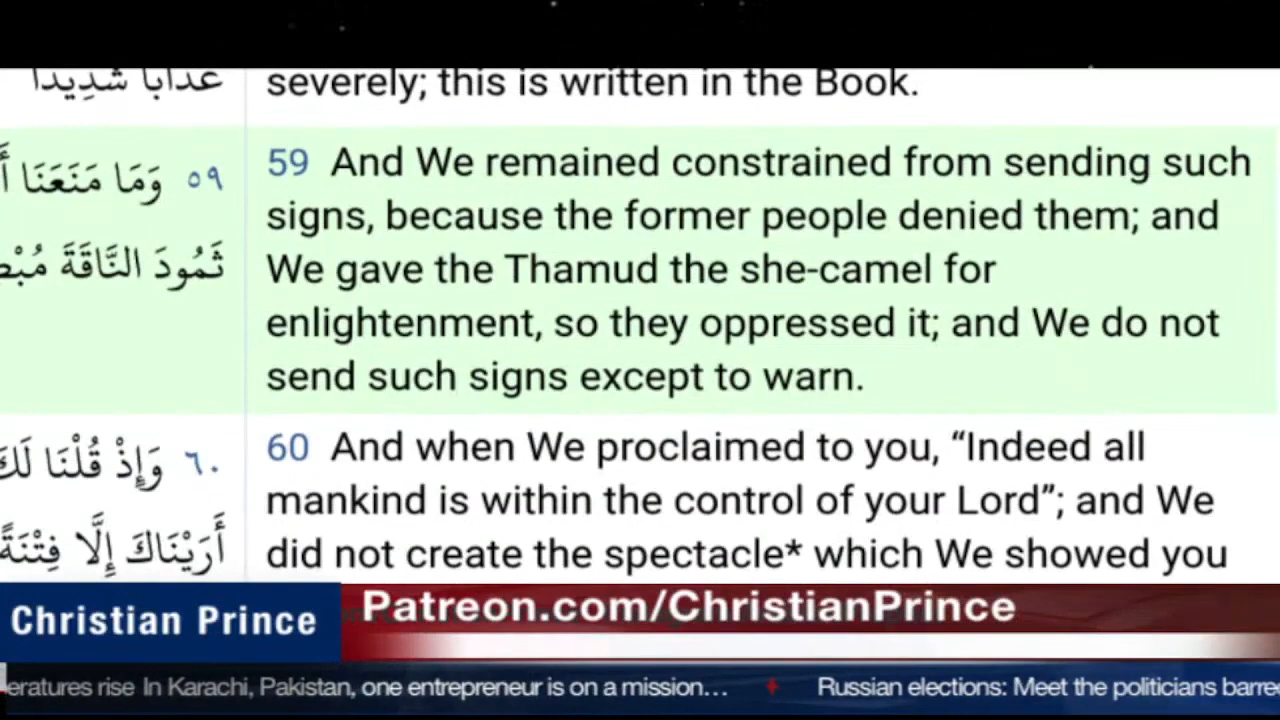 severely; this is written in the Book.
عذابا شديدا
59 And We remained constrained from sending such
signs, because the former people denied them; and
We gave the Thamud the she-camel for
enlightenment, so they oppressed it; and We do not
send such signs except to warn.
٥٩ وَمَا مَنَعَنَا
ثَمُودَ النَّاقَةَ
60 And when We proclaimed to you, “Indeed all
mankind is within the control of your Lord”; and We
did not create the spectacle* which We showed you
٦٠ وَإِذْ قُلْنَا
أَرَيْنَاكَ إِلَّا فِتْنَةً
Christian Prince
Patreon.com/ChristianPrince
eratures rise In Karachi, Pakistan, one entrepreneur is on a mission... Russian elections: Meet the politicians barre